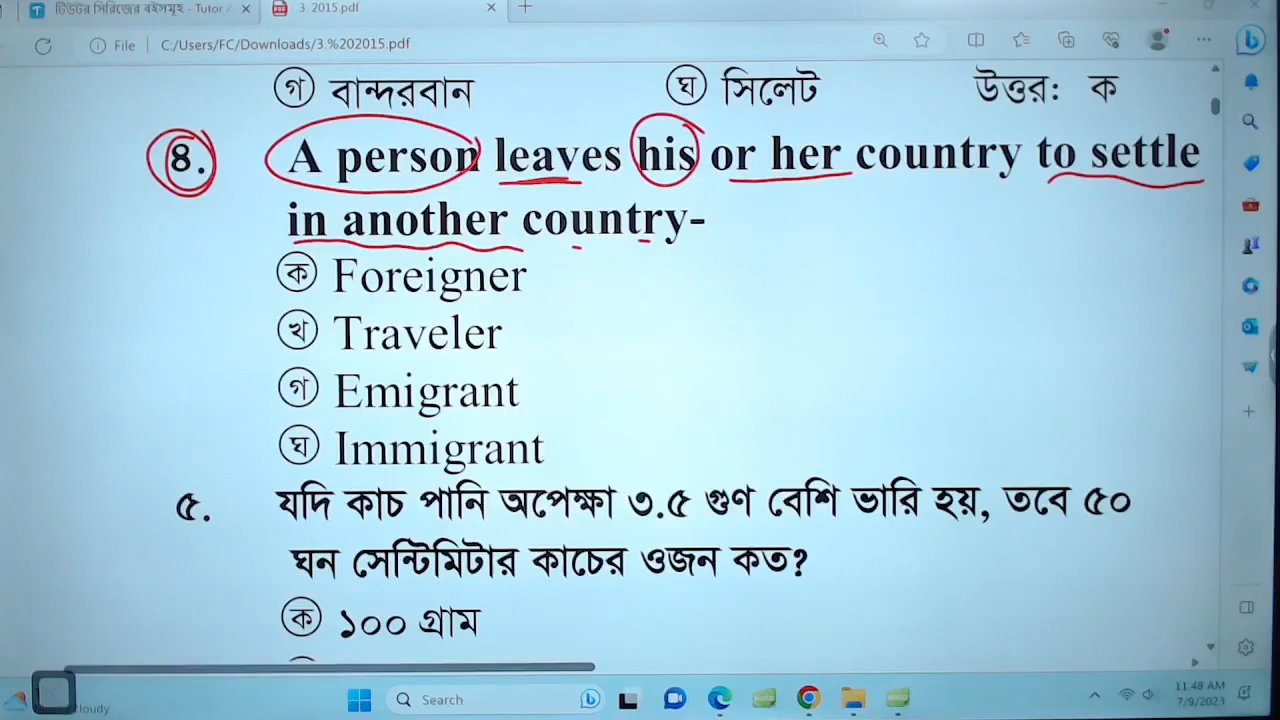 টিউটর সিরিজের বইসমূহ - Tutor
3. 2015.pdf
File
C:/Users/FC/Downloads/3.%202015.pdf
গ বান্দরবান ঘ সিলেট উত্তর: ক
৪. A person leaves his or her country to settle
in another country-
ক Foreigner
খ Traveler
গ Emigrant
ঘ Immigrant
৫. যদি কাচ পানি অপেক্ষা ৩.৫ গুণ বেশি ভারি হয়, তবে ৫০
ঘন সেন্টিমিটার কাচের ওজন কত?
ক ১০০ গ্রাম
Search
11:48 AM
7/9/2023